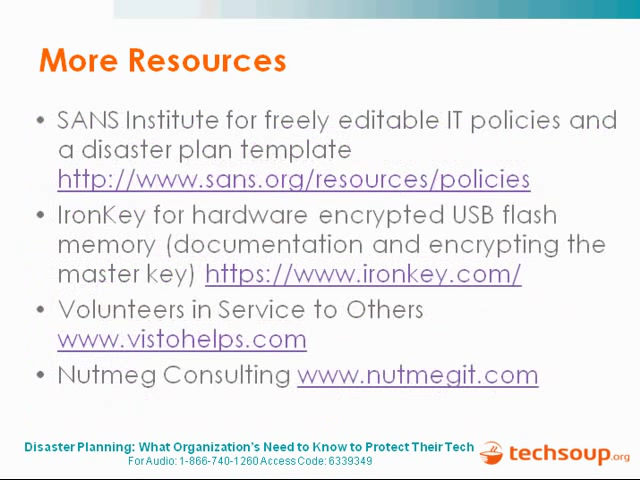 More Resources
• SANS Institute for freely editable IT policies and
a disaster plan template
http://www.sans.org/resources/policies
• IronKey for hardware encrypted USB flash
memory (documentation and encrypting the
master key) https://www.ironkey.com/
• Volunteers in Service to Others
www.vistohelps.com
• Nutmeg Consulting www.nutmegit.com
Disaster Planning: What Organization's Need to Know to Protect Their Tech
For Audio: 1-866-740-1260 Access Code: 6339349
techsoup.org